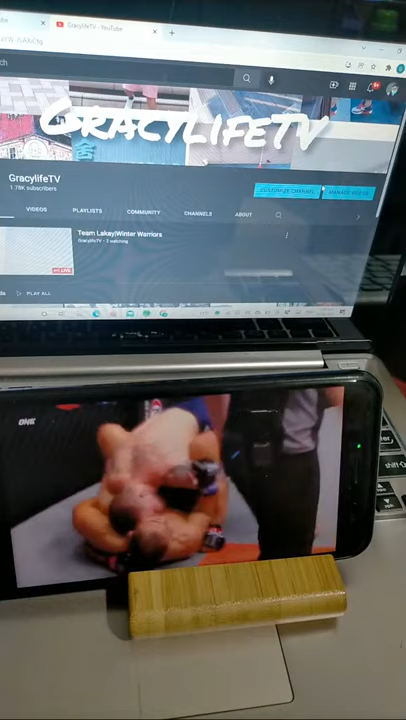 GracylifeTV - YouTube
GRACYLIFETV
GracylifeTV
1.78K subscribers
CUSTOMIZE CHANNEL
MANAGE VIDEOS
VIDEOS
PLAYLISTS
COMMUNITY
CHANNELS
ABOUT
Team Lakay|Winter Warriors
GracylifeTV • 2 watching
LIVE
PLAY ALL
ONE
shift